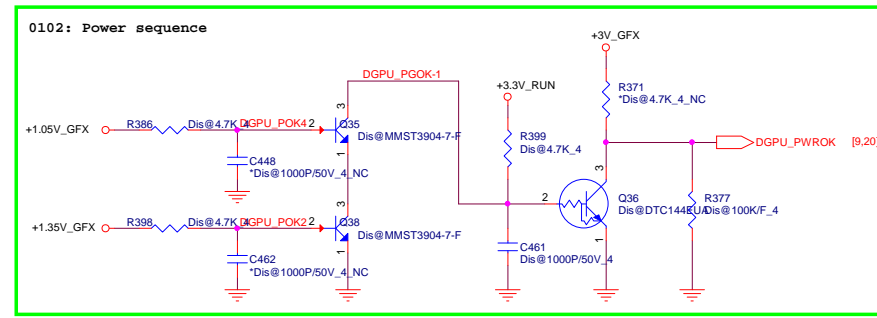 0102: Power sequence
+3V_GFX
DGPU_PGOK-1
+3.3V_RUN
R371
*Dis@4.7K_4_NC
+1.05V_GFX
R386
Dis@4.7K_4
DGPU_POK4
2
3
1
Q35
Dis@MMST3904-7-F
C448
*Dis@1000P/50V_4_NC
R399
Dis@4.7K_4
DGPU_PWROK
[9,20]
+1.35V_GFX
R398
Dis@4.7K_4
DGPU_POK2
2
3
1
Q38
Dis@MMST3904-7-F
C462
*Dis@1000P/50V_4_NC
2
3
1
Q36
Dis@DTC144EUA
R377
Dis@100K/F_4
C461
Dis@1000P/50V_4